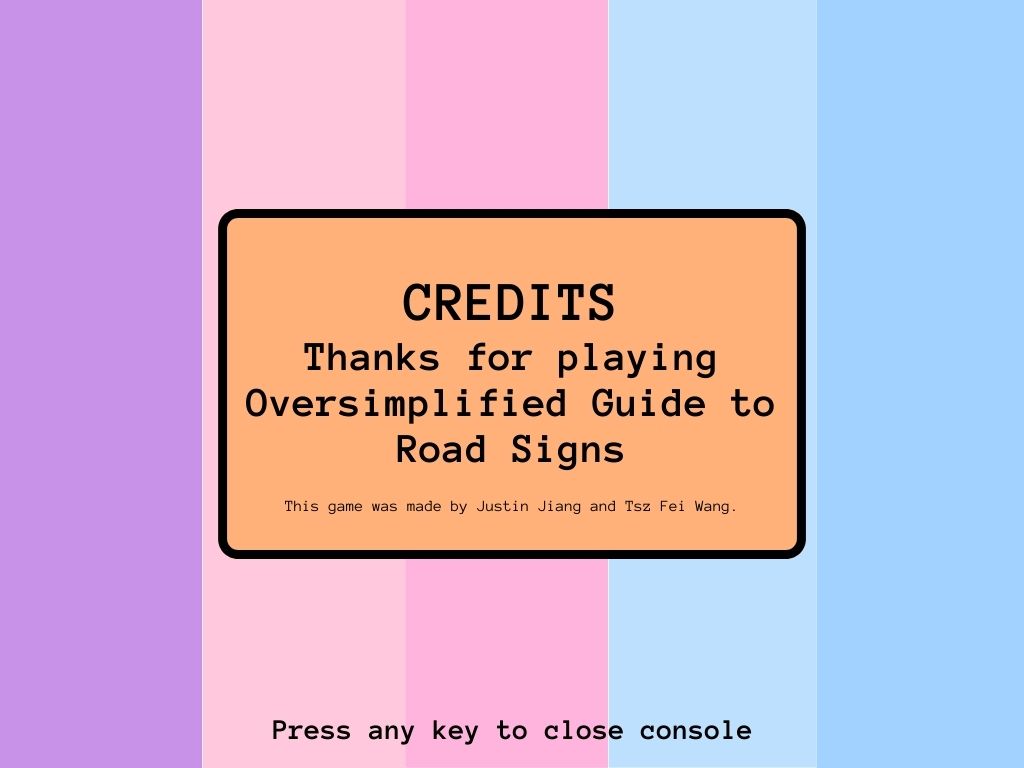 CREDITS
Thanks for playing
Oversimplified Guide to
Road Signs
This game was made by Justin Jiang and Tsz Fei Wang.
Press any key to close console